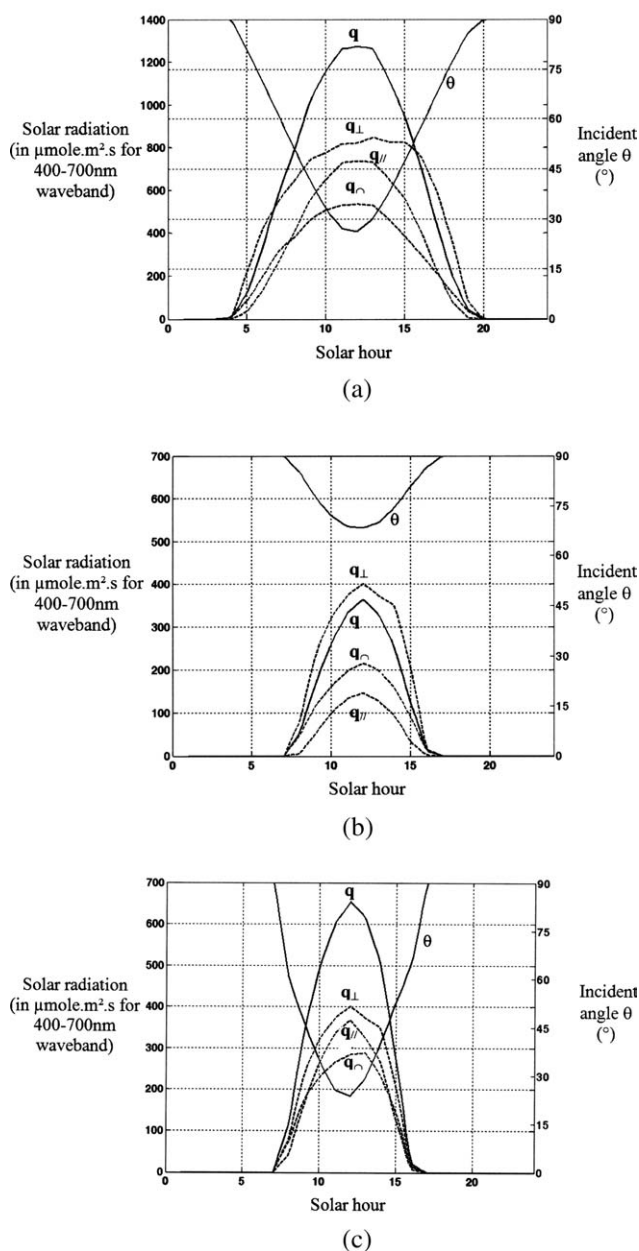 1400
1200
1000
800
600
400
200
0
Solar radiation
(in µmole.m².s for
400-700nm
waveband)
90
75
60
45
30
15
0
Incident
angle θ
(°)
q
θ
q⊥
q//
q◠
0 5 10 15 20
Solar hour
(a)
700
600
500
400
300
200
100
0
Solar radiation
(in µmole.m².s for
400-700nm
waveband)
90
75
60
45
30
15
0
Incident
angle θ
(°)
θ
q⊥
q
q◠
q//
0 5 10 15 20
Solar hour
(b)
700
600
500
400
300
200
100
0
Solar radiation
(in µmole.m².s for
400-700nm
waveband)
90
75
60
45
30
15
0
Incident
angle θ
(°)
q
θ
q⊥
q//
q◠
0 5 10 15 20
Solar hour
(c)